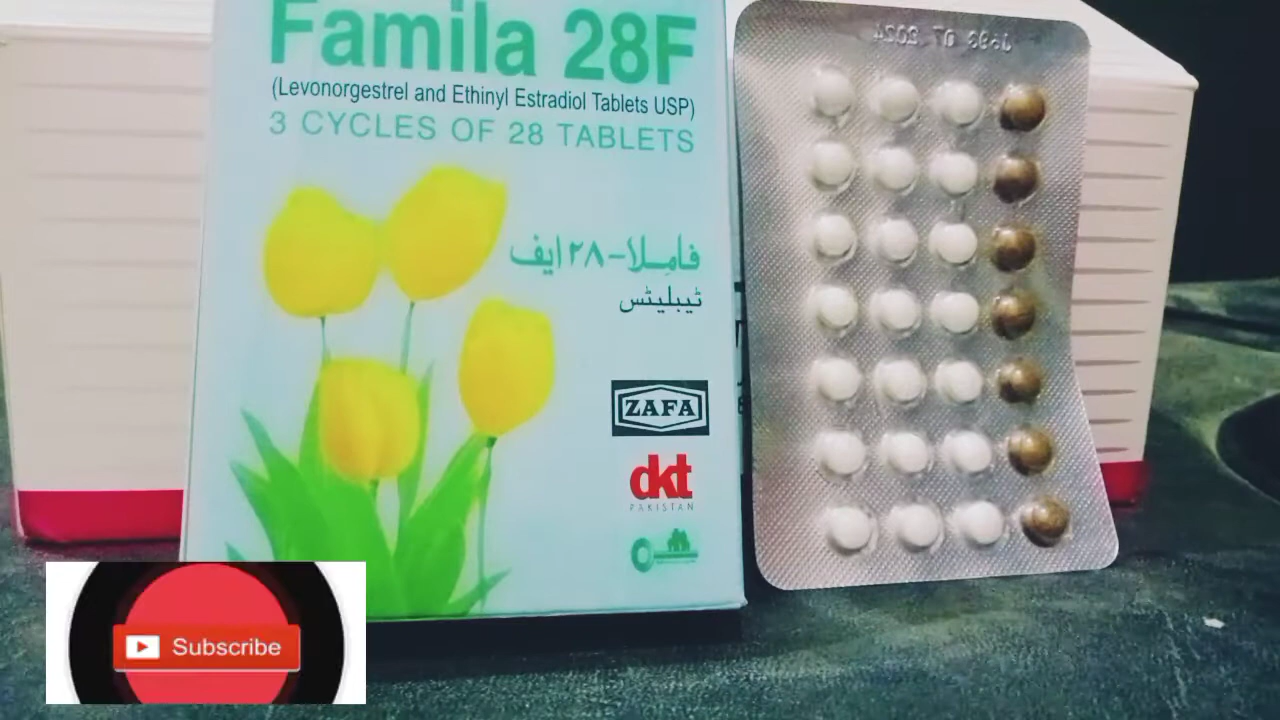 Famila 28F
(Levonorgestrel and Ethinyl Estradiol Tablets USP)
3 CYCLES OF 28 TABLETS
فامِلا-۲۸ ایف
ٹیبلیٹس
ZAFA
dkt
PAKISTAN
Subscribe